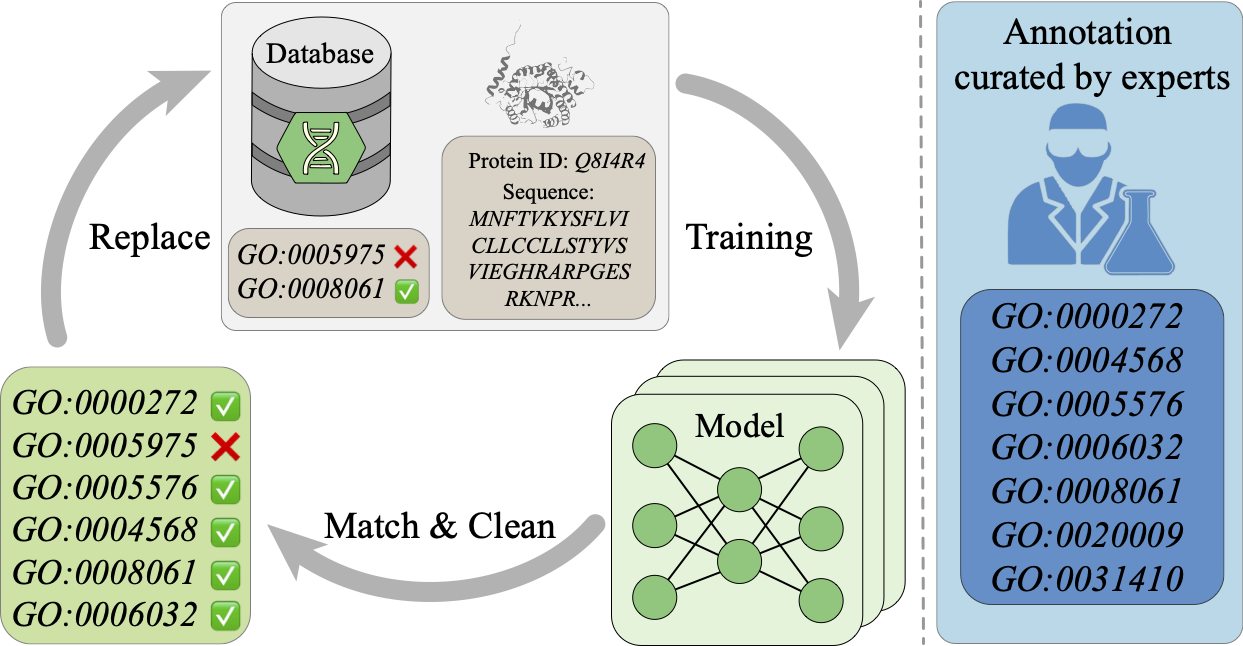 Database
Protein ID: Q8I4R4
Sequence:
MNFTVKYSFLVI
CLLCCLLSTYVS
VIEGHRARPGES
RKNPR...
GO:0005975
GO:0008061
Replace
Training
GO:0000272
GO:0005975
GO:0005576
GO:0004568
GO:0008061
GO:0006032
Match & Clean
Model
Annotation
curated by experts
GO:0000272
GO:0004568
GO:0005576
GO:0006032
GO:0008061
GO:0020009
GO:0031410